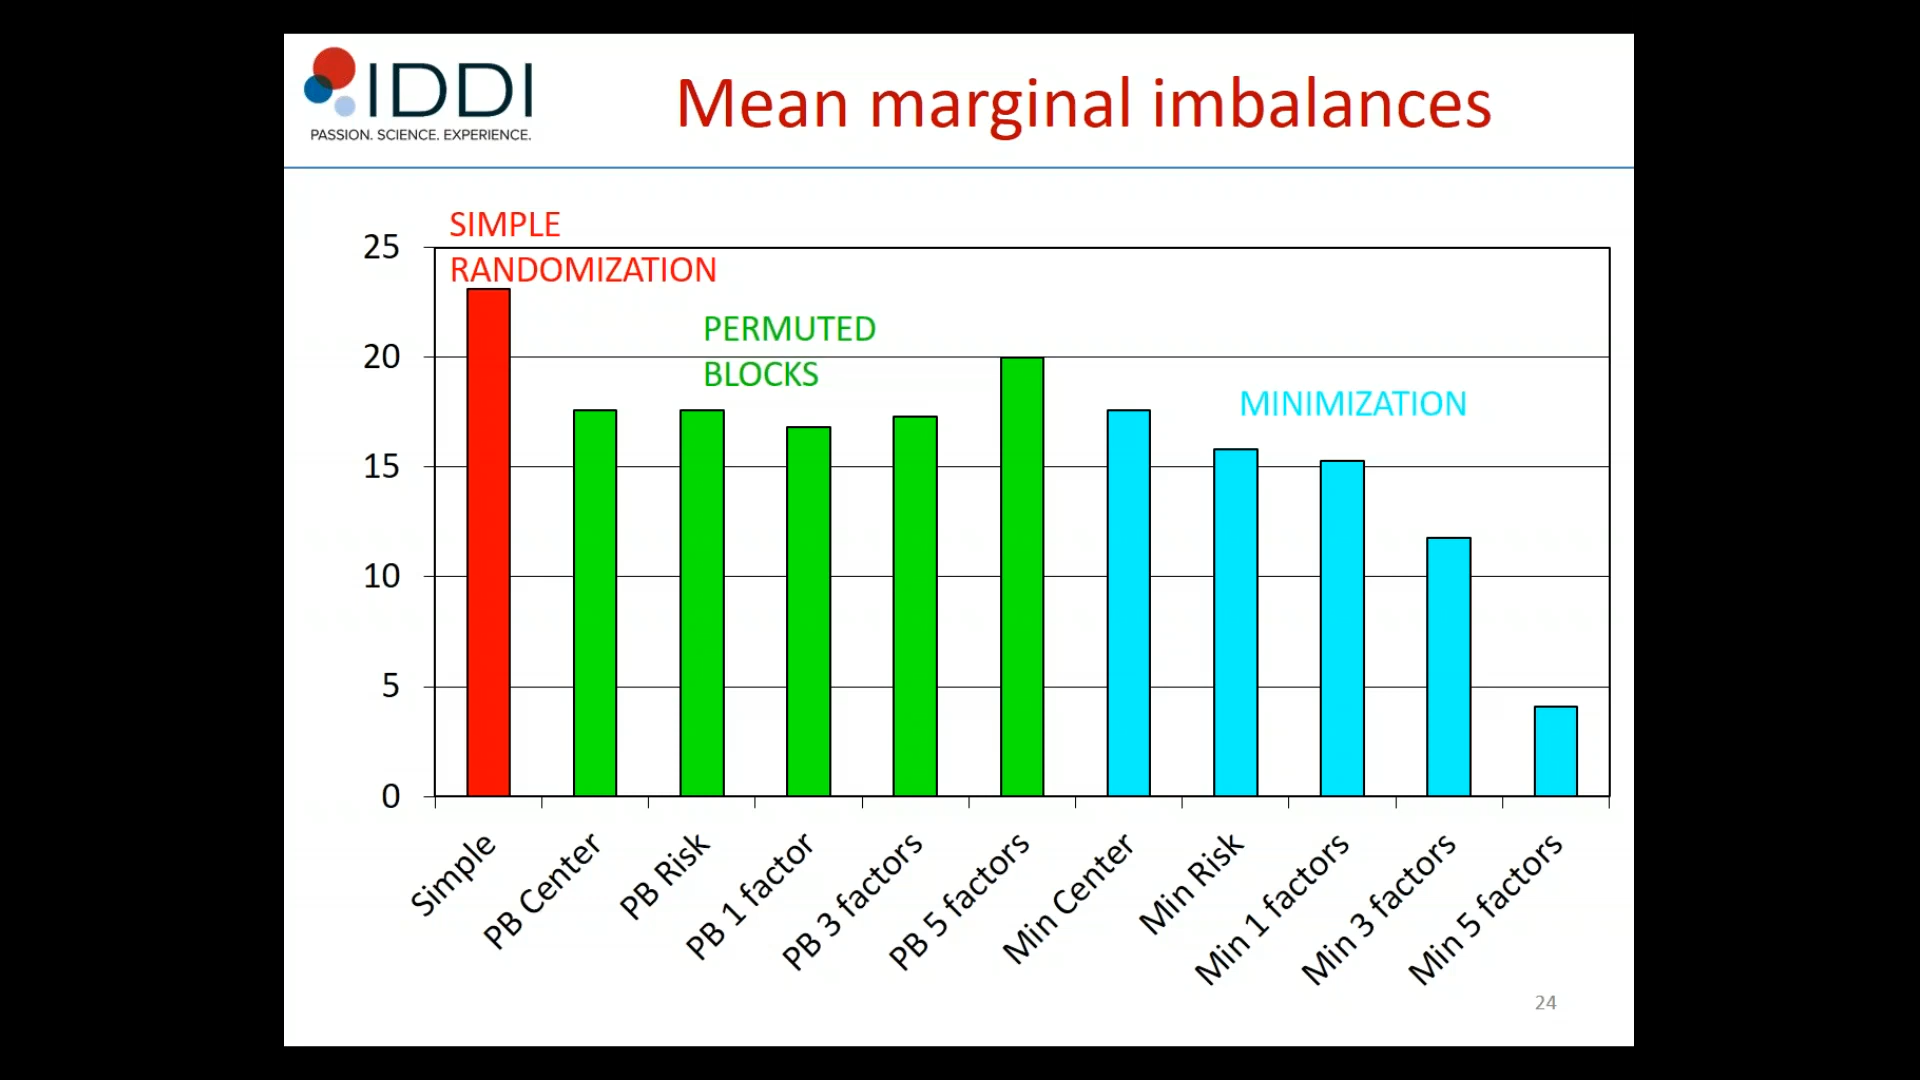 IDDI
PASSION. SCIENCE. EXPERIENCE.
Mean marginal imbalances
SIMPLE
RANDOMIZATION
PERMUTED
BLOCKS
MINIMIZATION
25
20
15
10
5
0
Simple
PB Center
PB Risk
PB 1 factor
PB 3 factors
PB 5 factors
Min Center
Min Risk
Min 1 factors
Min 3 factors
Min 5 factors
24